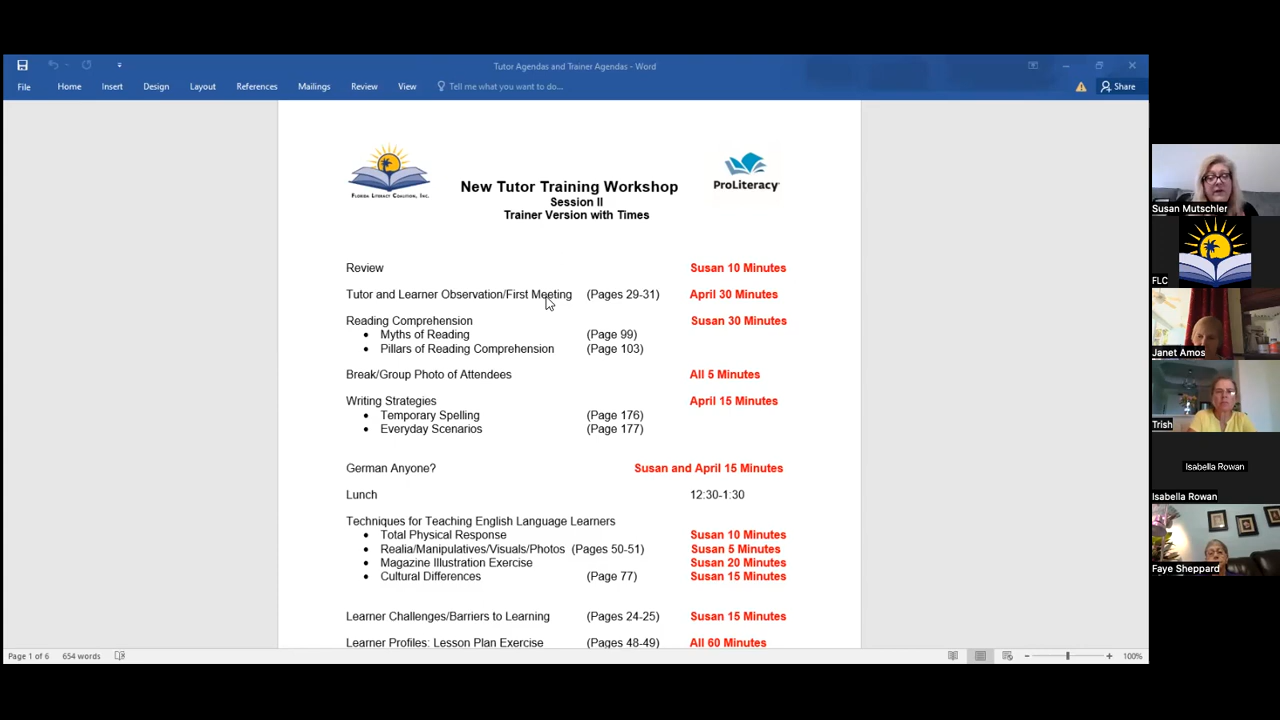 Tutor Agendas and Trainer Agendas - Word
File Home Insert Design Layout References Mailings Review View Tell me what you want to do... Share
FLORIDA LITERACY COALITION, INC.
ProLiteracy
New Tutor Training Workshop
Session II
Trainer Version with Times
Review Susan 10 Minutes
Tutor and Learner Observation/First Meeting (Pages 29-31) April 30 Minutes
Reading Comprehension Susan 30 Minutes
• Myths of Reading (Page 99)
• Pillars of Reading Comprehension (Page 103)
Break/Group Photo of Attendees All 5 Minutes
Writing Strategies April 15 Minutes
• Temporary Spelling (Page 176)
• Everyday Scenarios (Page 177)
German Anyone? Susan and April 15 Minutes
Lunch 12:30-1:30
Techniques for Teaching English Language Learners
• Total Physical Response Susan 10 Minutes
• Realia/Manipulatives/Visuals/Photos (Pages 50-51) Susan 5 Minutes
• Magazine Illustration Exercise Susan 20 Minutes
• Cultural Differences (Page 77) Susan 15 Minutes
Learner Challenges/Barriers to Learning (Pages 24-25) Susan 15 Minutes
Learner Profiles: Lesson Plan Exercise (Pages 48-49) All 60 Minutes
Page 1 of 6 654 words 100%
Susan Mutschler
FLC
Janet Amos
Trish
Isabella Rowan
Isabella Rowan
Faye Sheppard